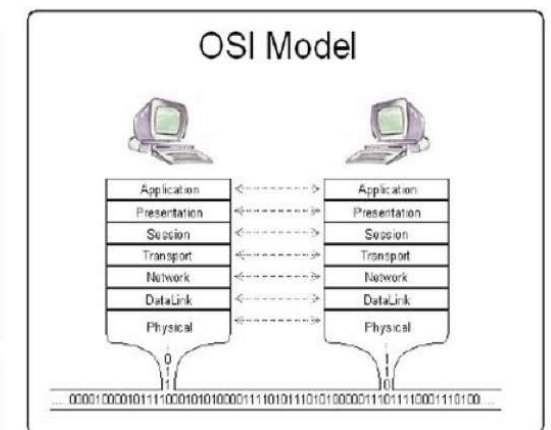 OSI Model
Application Application
Presentation Presentation
Session Session
Transport Transport
Network Network
DataLink DataLink
Physical Physical